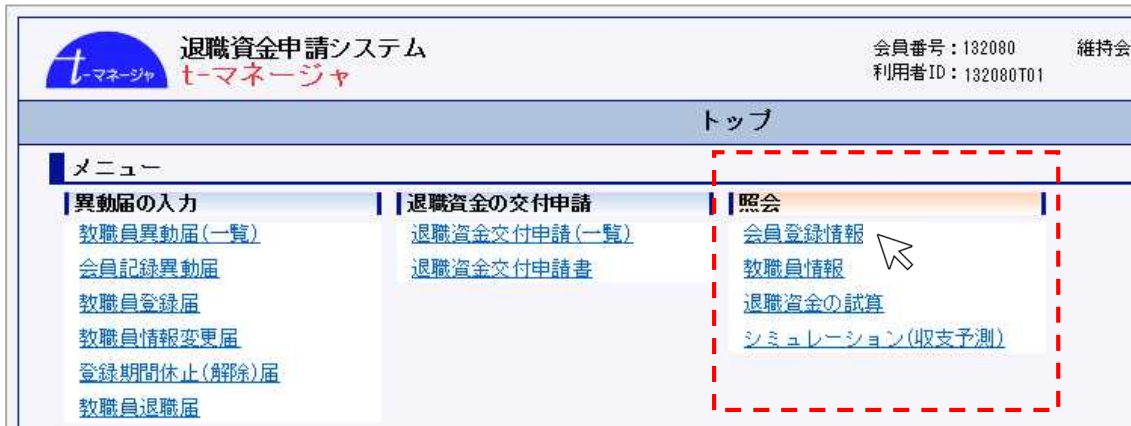 退職資金申請システム
t-マネージャ
t-マネージャ
会員番号：132080
維持会
利用者ID：132080T01
トップ
メニュー
異動届の入力
教職員異動届(一覧)
会員記録異動届
教職員登録届
教職員情報変更届
登録期間休止(解除)届
教職員退職届
退職資金の交付申請
退職資金交付申請(一覧)
退職資金交付申請書
照会
会員登録情報
教職員情報
退職資金の試算
シミュレーション(収支予測)